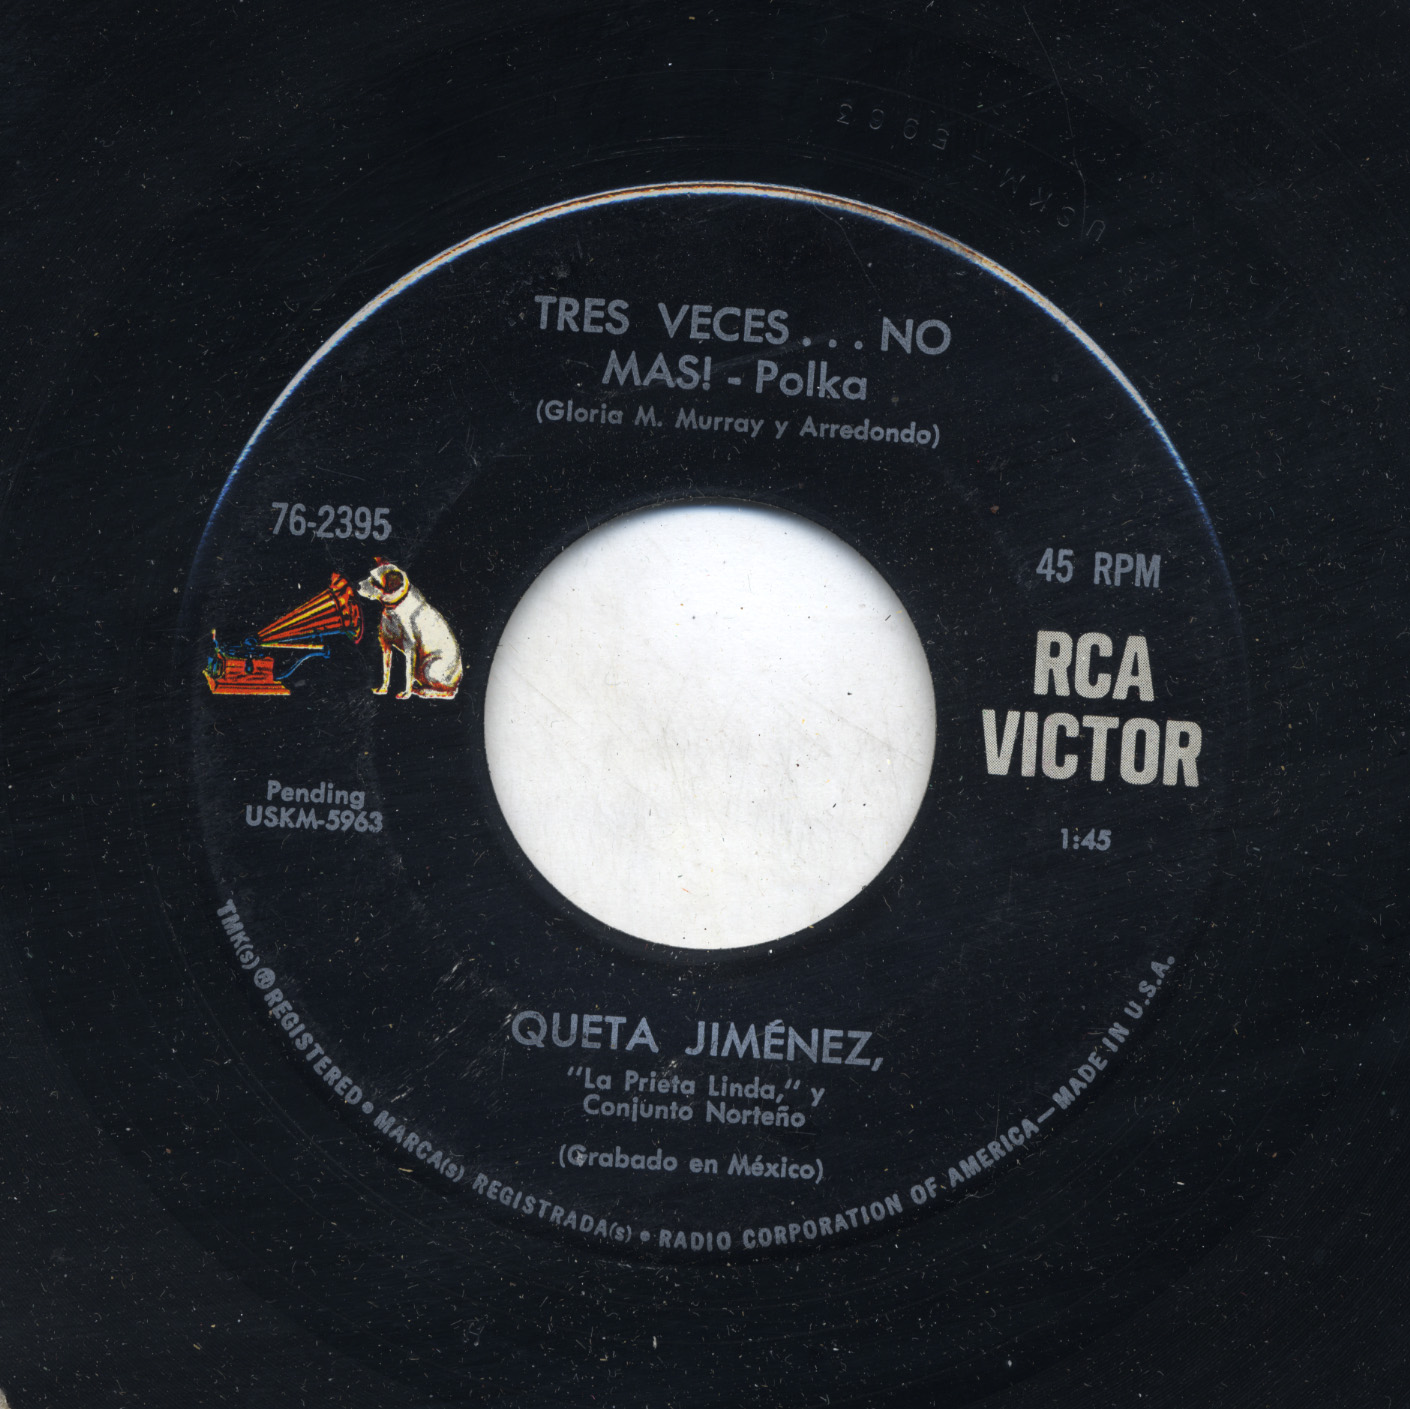 USKM-5963
TRES VECES... NO
MAS! - Polka
(Gloria M. Murray y Arredondo)
76-2395
45 RPM
RCA
VICTOR
Pending
USKM-5963
1:45
QUETA JIMÉNEZ,
"La Prieta Linda," y
Conjunto Norteño
(Grabado en México)
TMK(s) ® REGISTERED • MARCA(s) REGISTRADA(s) • RADIO CORPORATION OF AMERICA—MADE IN U.S.A.